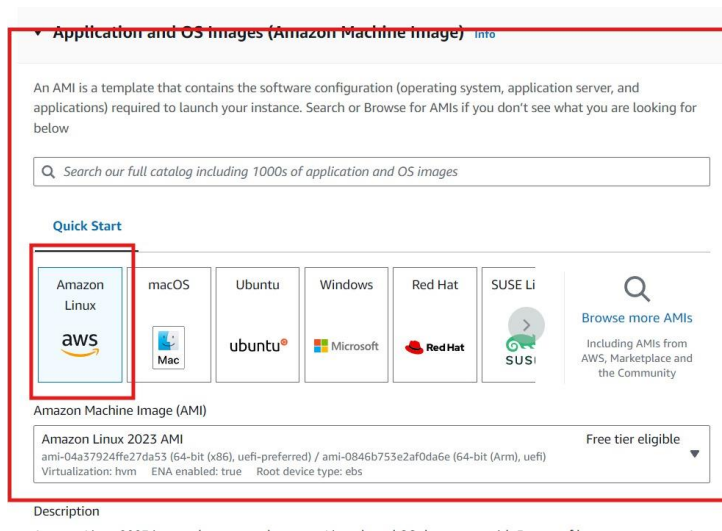 Application and OS Images (Amazon Machine Image) Info
An AMI is a template that contains the software configuration (operating system, application server, and
applications) required to launch your instance. Search or Browse for AMIs if you don't see what you are looking for
below
Search our full catalog including 1000s of application and OS images
Quick Start
Amazon
Linux
aws
macOS
Mac
Ubuntu
ubuntu®
Windows
Microsoft
Red Hat
Red Hat
SUSE Li
SUS
Browse more AMIs
Including AMIs from
AWS, Marketplace and
the Community
Amazon Machine Image (AMI)
Amazon Linux 2023 AMI
Free tier eligible
ami-04a37924ffe27da53 (64-bit (x86), uefi-preferred) / ami-0846b753e2af0da6e (64-bit (Arm), uefi)
Virtualization: hvm ENA enabled: true Root device type: ebs
Description